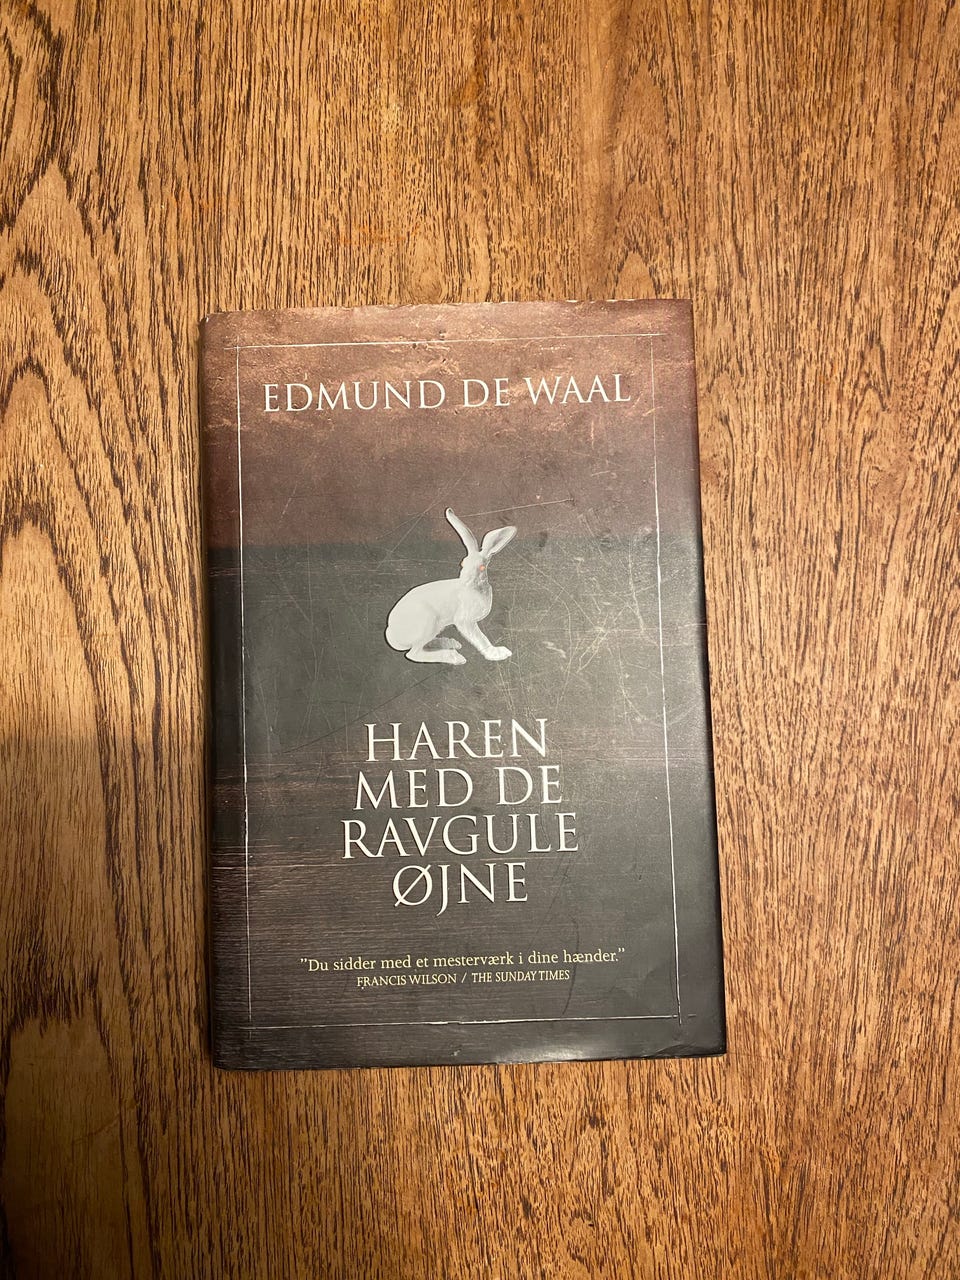 EDMUND DE WAAL
HAREN
MED DE
RAVGULE
ØJNE
”Du sidder med et mesterværk i dine hænder.”
FRANCIS WILSON / THE SUNDAY TIMES